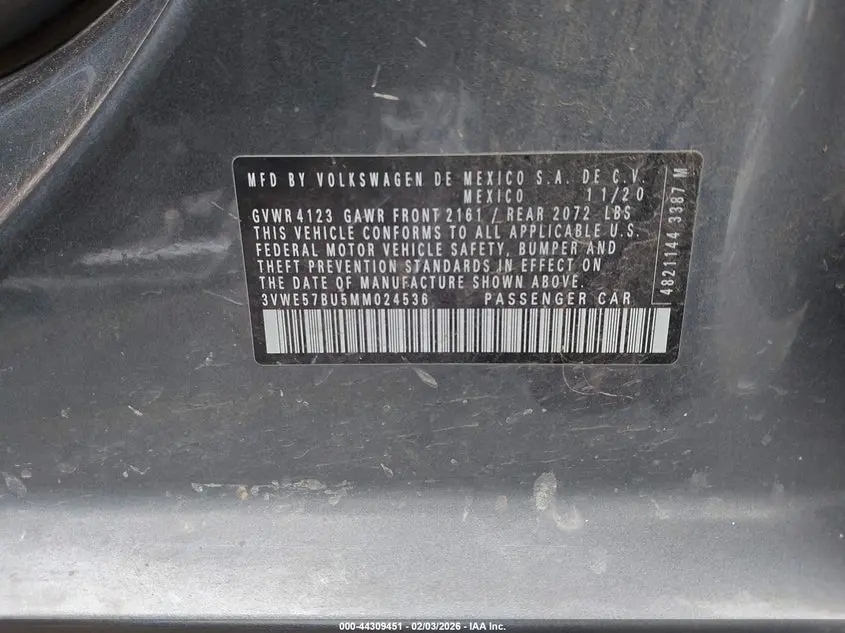 MFD BY VOLKSWAGEN DE MEXICO S.A. DE C.V.
MEXICO 11/20
GVWR 4123 GAWR FRONT 2161 / REAR 2072 LBS
THIS VEHICLE CONFORMS TO ALL APPLICABLE U.S.
FEDERAL MOTOR VEHICLE SAFETY, BUMPER AND
THEFT PREVENTION STANDARDS IN EFFECT ON
THE DATE OF MANUFACTURE SHOWN ABOVE.
3VWE57BU5MM024536 PASSENGER CAR
4821144 3387 M
000-44309451 - 02/03/2026 - IAA Inc.